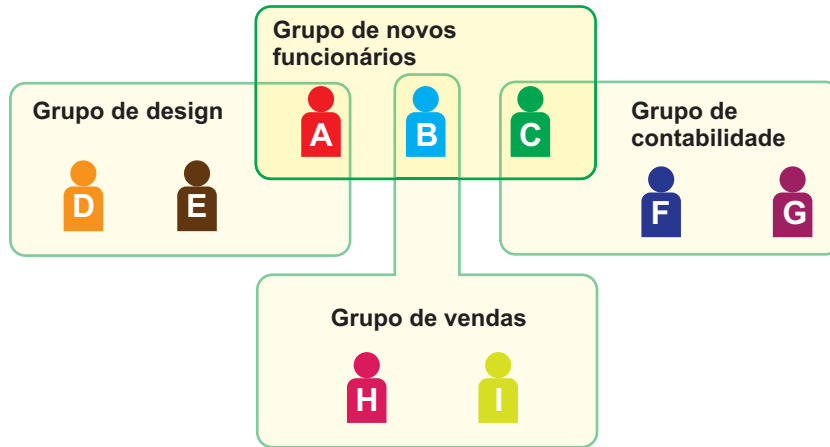 Grupo de novos
funcionários
Grupo de design
Grupo de
contabilidade
A
B
C
D
E
F
G
Grupo de vendas
H
I